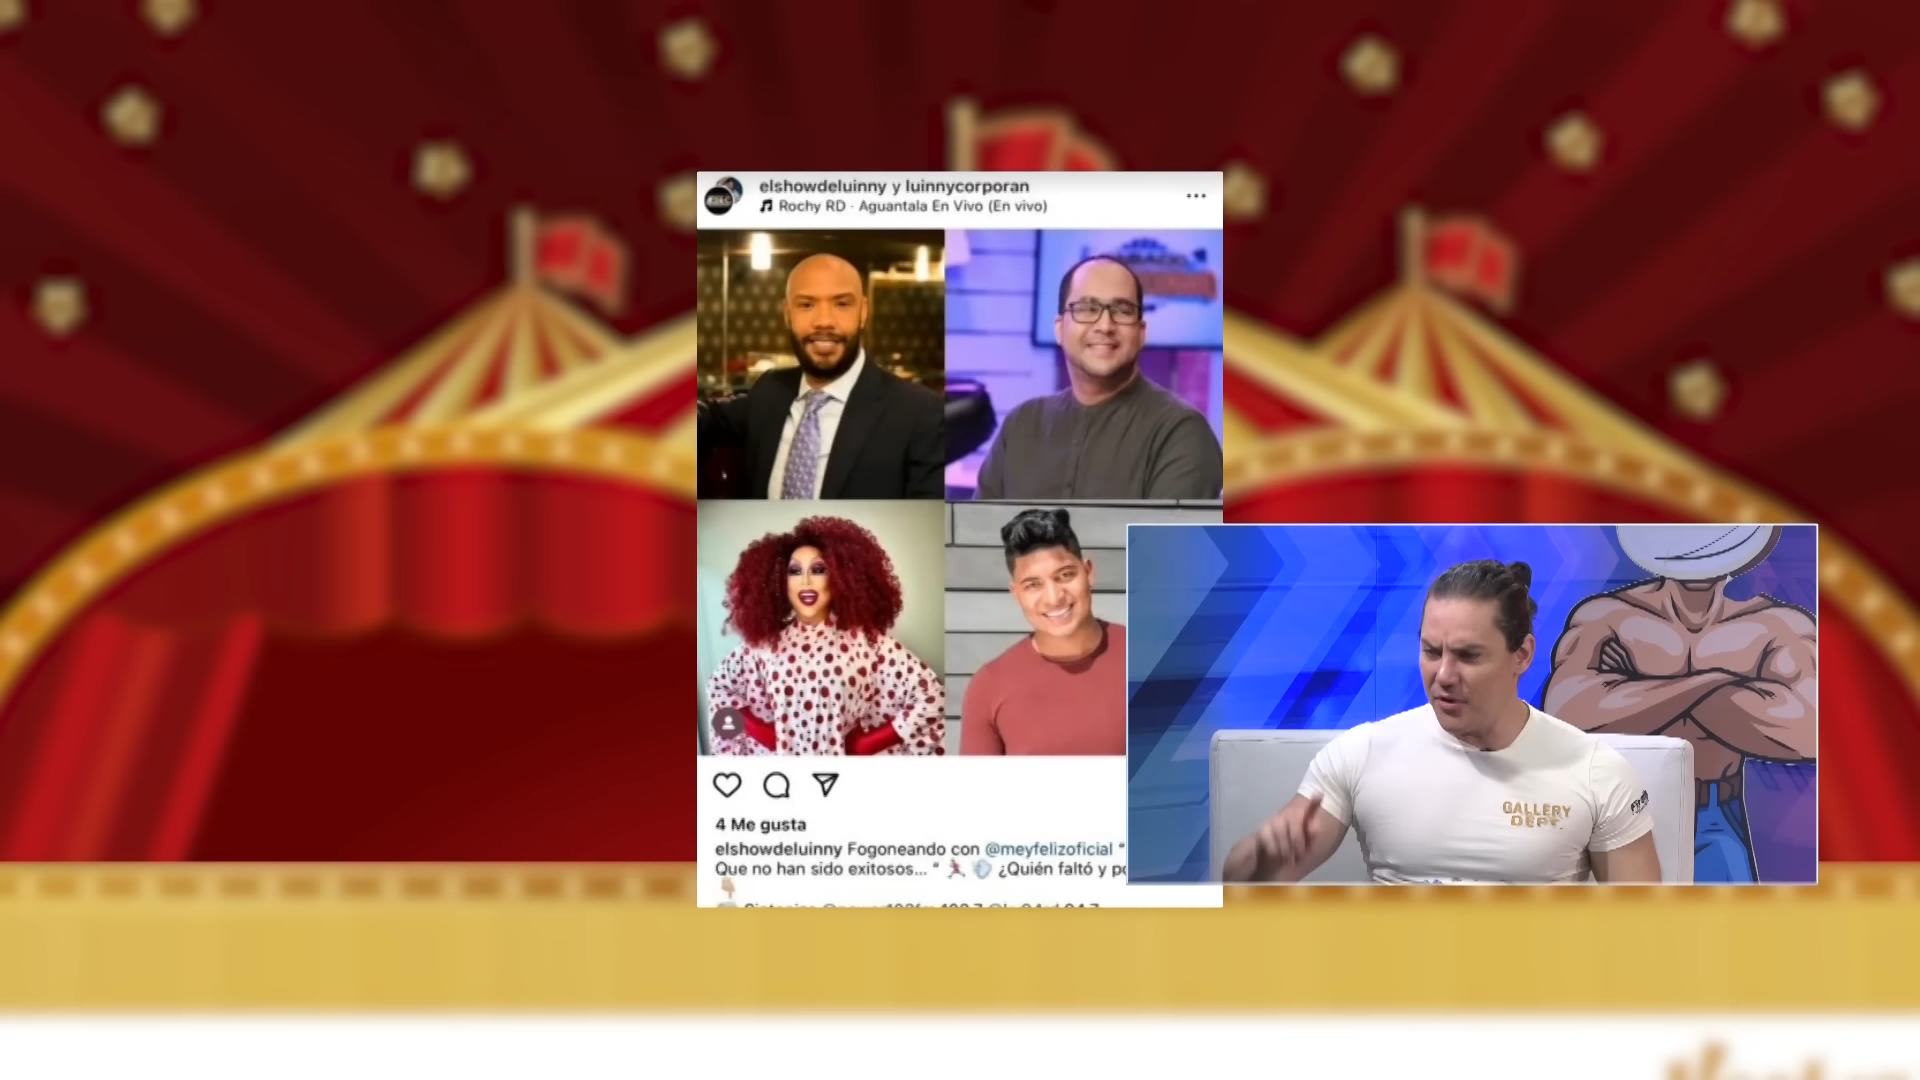 elshowdeluinny y luinnycorporan
Rochy RD · Aguantala En Vivo (En vivo)
4 Me gusta
elshowdeluinny Fogoneando con @meyfelizoficial "
Que no han sido exitosos... " ¿Quién faltó y
GALLERY
DEPT.